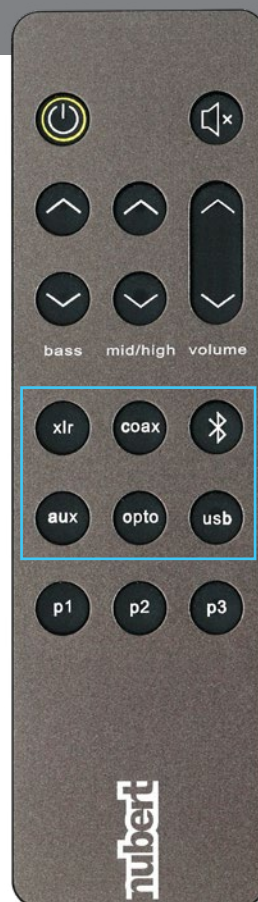 bass mid/high volume
xlr coax
aux opto usb
p1 p2 p3
nubert